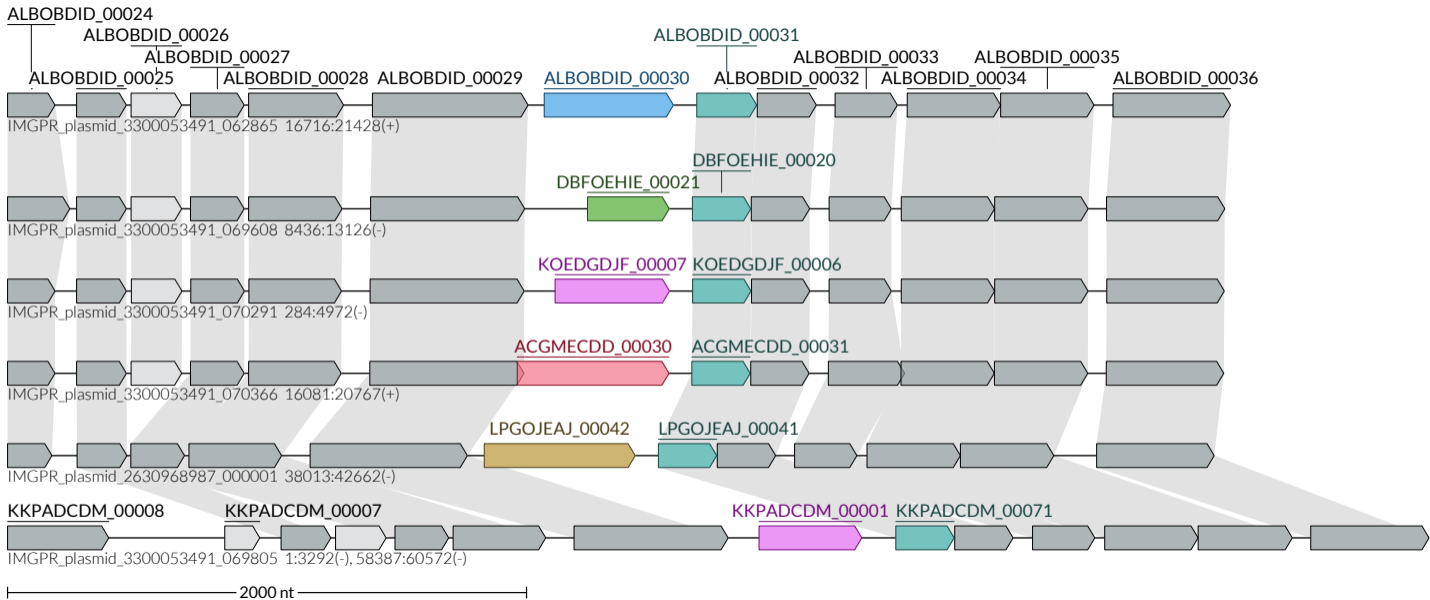 ALBOBDID_00024
ALBOBDID_00026 ALBOBDID_00031
ALBOBDID_00027 ALBOBDID_00033 ALBOBDID_00035
ALBOBDID_00025 ALBOBDID_00028 ALBOBDID_00029 ALBOBDID_00030 ALBOBDID_00032 ALBOBDID_00034 ALBOBDID_00036
IMGPR_plasmid_3300053491_062865 16716:21428(+)
DBFOEHIE_00020
DBFOEHIE_00021
IMGPR_plasmid_3300053491_069608 8436:13126(-)
KOEDGDJF_00007 KOEDGDJF_00006
IMGPR_plasmid_3300053491_070291 284:4972(-)
ACGMECDD_00030 ACGMECDD_00031
IMGPR_plasmid_3300053491_070366 16081:20767(+)
LPGOJEAJ_00042 LPGOJEAJ_00041
IMGPR_plasmid_2630968987_000001 38013:42662(-)
KKPADCDM_00008 KKPADCDM_00007 KKPADCDM_00001 KKPADCDM_00071
IMGPR_plasmid_3300053491_069805 1:3292(-), 58387:60572(-)
2000 nt